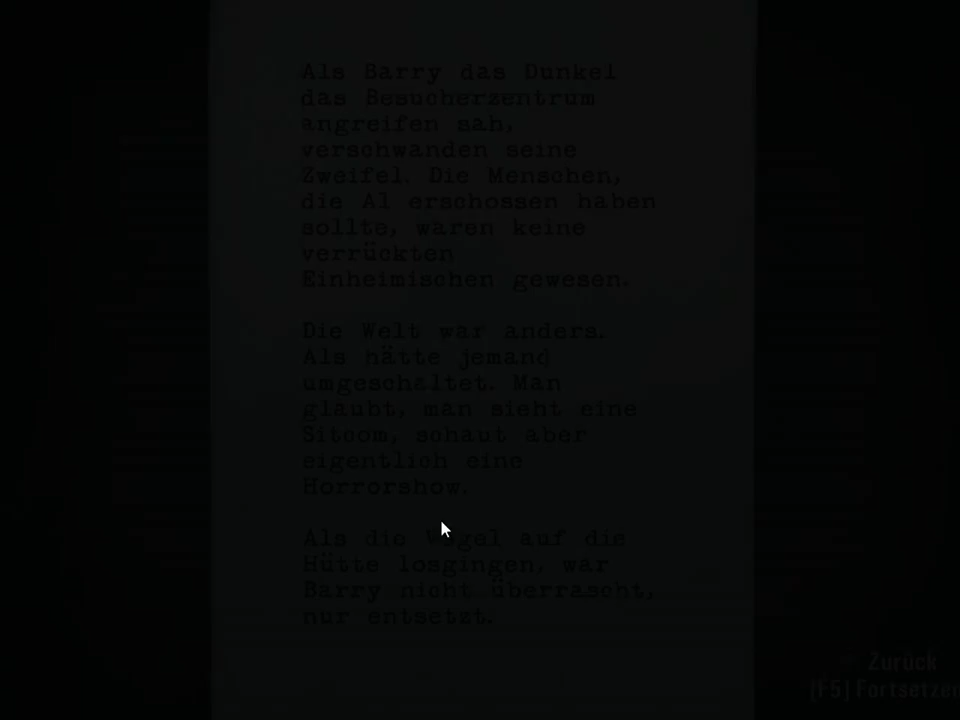 Als Barry das Dunkel
das Besucherzentrum
angreifen sah,
verschwanden seine
Zweifel. Die Menschen,
die Al erschossen haben
sollte, waren keine
verrückten
Einheimischen gewesen.
Die Welt war anders.
Als hätte jemand
umgeschaltet. Man
glaubt, man sieht eine
Sitcom, schaut aber
eigentlich eine
Horrorshow.
Als die Vögel auf die
Hütte losgingen, war
Barry nicht überrascht,
nur entsetzt.
Zurück
[F5] Fortsetzen